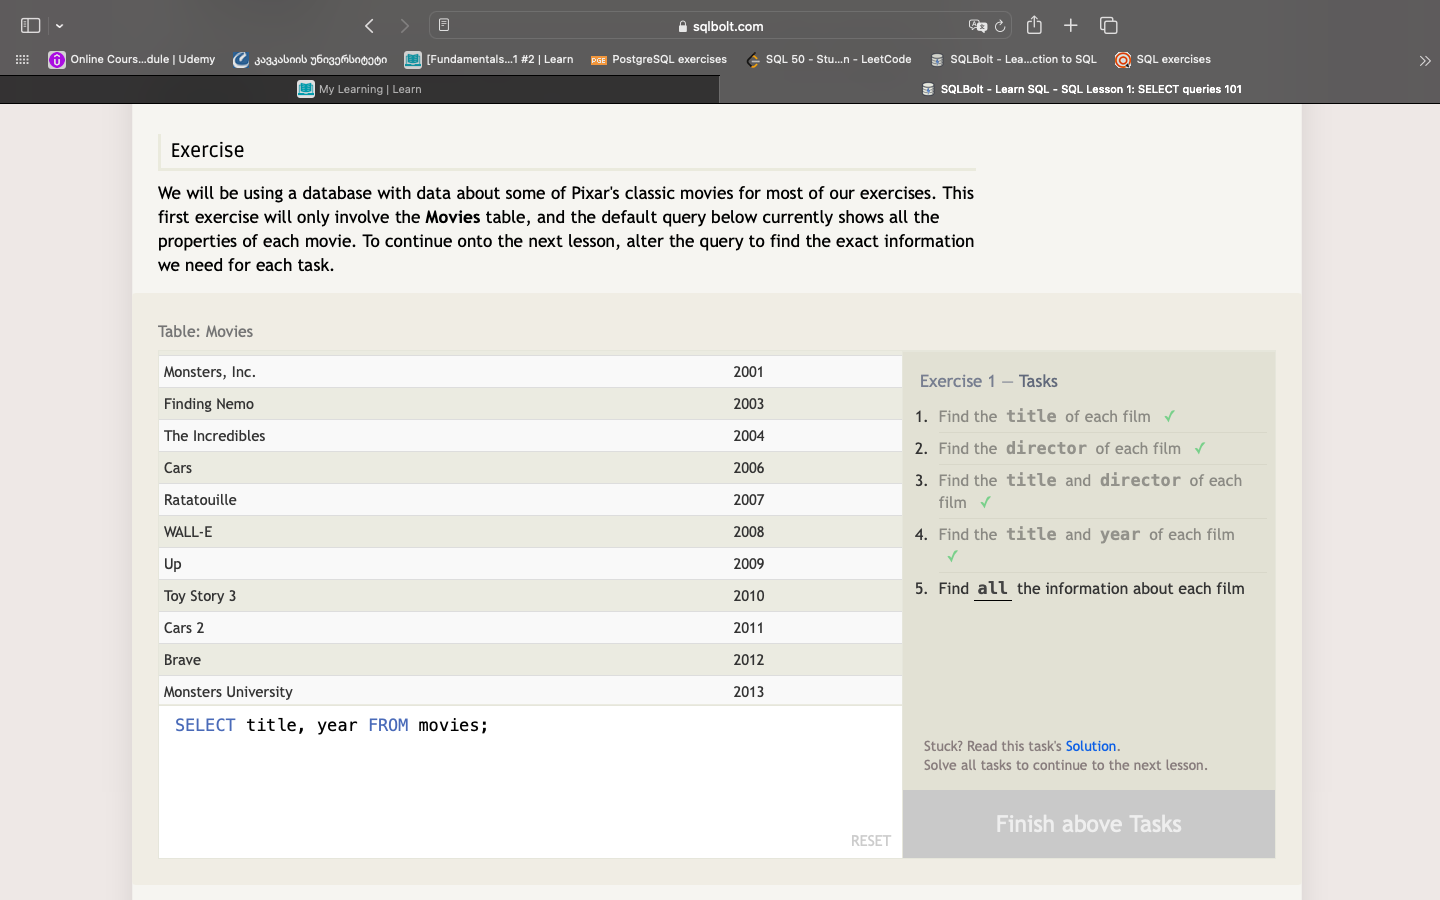 sqlbolt.com
Online Cours...dule | Udemy
კავკასიის უნივერსიტეტი
[Fundamentals...1 #2 | Learn
PGE PostgreSQL exercises
SQL 50 - Stu...n - LeetCode
SQLBolt - Lea...ction to SQL
SQL exercises
My Learning | Learn
SQLBolt - Learn SQL - SQL Lesson 1: SELECT queries 101
Exercise
We will be using a database with data about some of Pixar's classic movies for most of our exercises. This
first exercise will only involve the Movies table, and the default query below currently shows all the
properties of each movie. To continue onto the next lesson, alter the query to find the exact information
we need for each task.
Table: Movies
Monsters, Inc. 2001
Finding Nemo 2003
The Incredibles 2004
Cars 2006
Ratatouille 2007
WALL-E 2008
Up 2009
Toy Story 3 2010
Cars 2 2011
Brave 2012
Monsters University 2013
SELECT title, year FROM movies;
RESET
Exercise 1 — Tasks
1. Find the title of each film ✓
2. Find the director of each film ✓
3. Find the title and director of each
film ✓
4. Find the title and year of each film
✓
5. Find all the information about each film
Stuck? Read this task's Solution.
Solve all tasks to continue to the next lesson.
Finish above Tasks